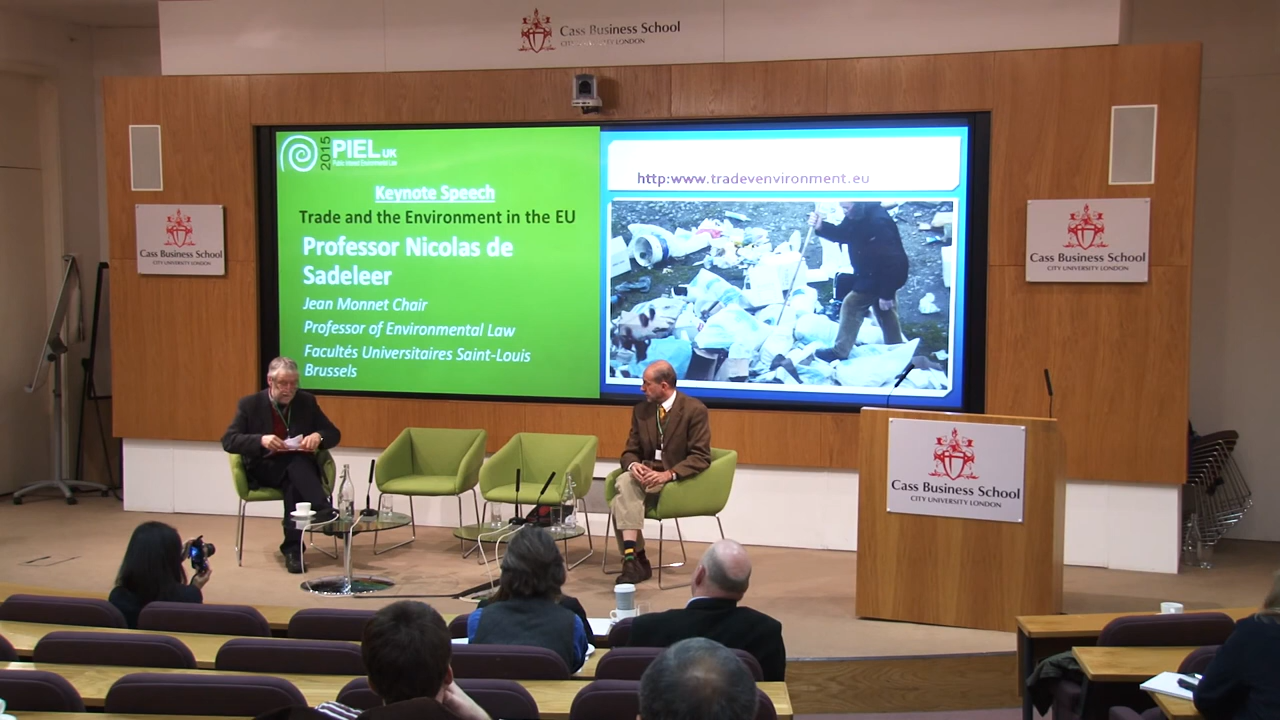 Cass Business School
CITY UNIVERSITY LONDON
2015
PIEL UK
Public Interest Environmental Law
Keynote Speech
Trade and the Environment in the EU
Professor Nicolas de
Sadeleer
Jean Monnet Chair
Professor of Environmental Law
Facultés Universitaires Saint-Louis
Brussels
http:www.tradevenvironment.eu
Cass Business School
CITY UNIVERSITY LONDON
Cass Business School
CITY UNIVERSITY LONDON
Cass Business School
CITY UNIVERSITY LONDON